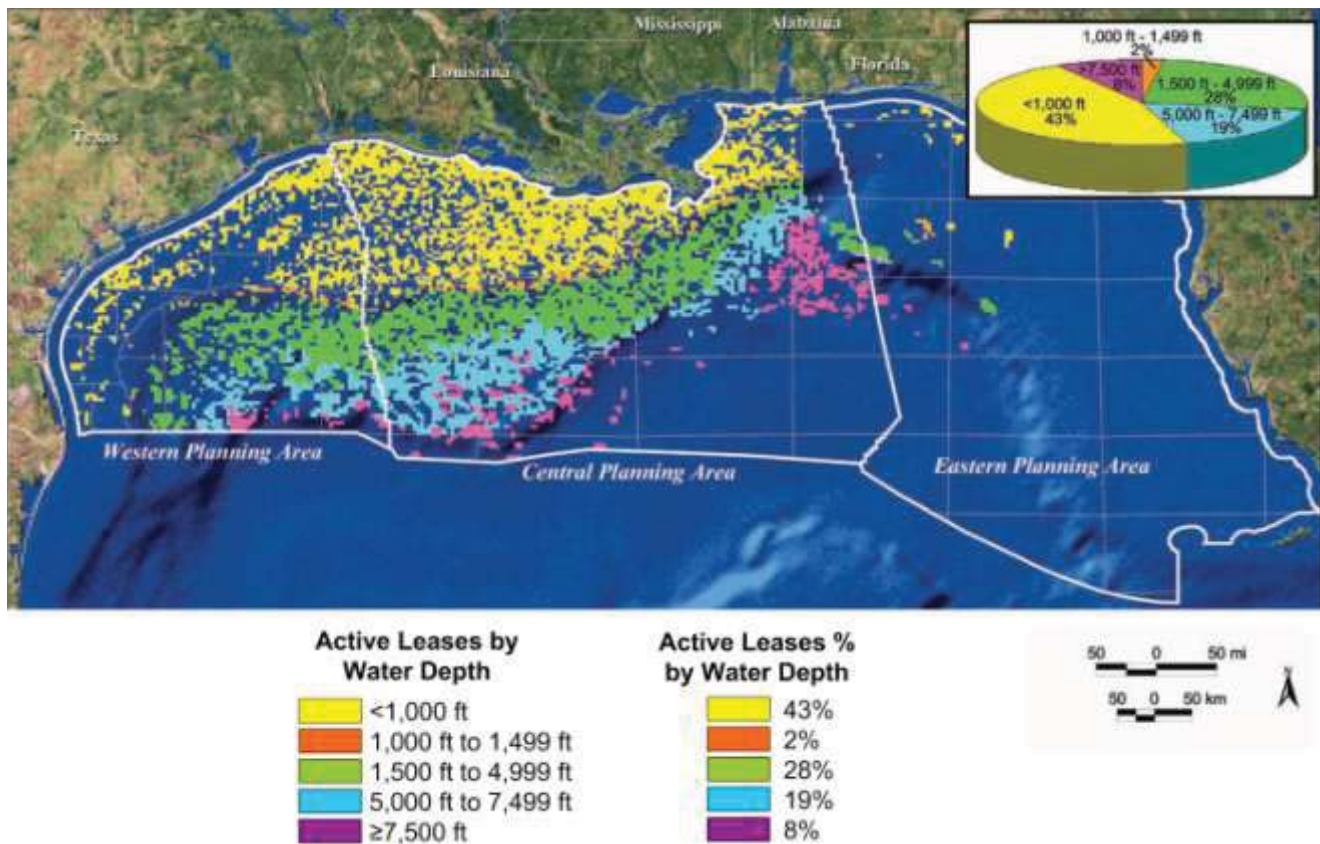 Mississippi
Alabama
Louisiana
Florida
Texas
1,000 ft - 1,499 ft
2%
>7,500 ft
8%
1,500 ft - 4,999 ft
28%
<1,000 ft
43%
5,000 ft - 7,499 ft
19%
Western Planning Area
Central Planning Area
Eastern Planning Area
Active Leases by
Water Depth
<1,000 ft
1,000 ft to 1,499 ft
1,500 ft to 4,999 ft
5,000 ft to 7,499 ft
≥7,500 ft
Active Leases %
by Water Depth
43%
2%
28%
19%
8%
50 0 50 mi
50 0 50 km
N